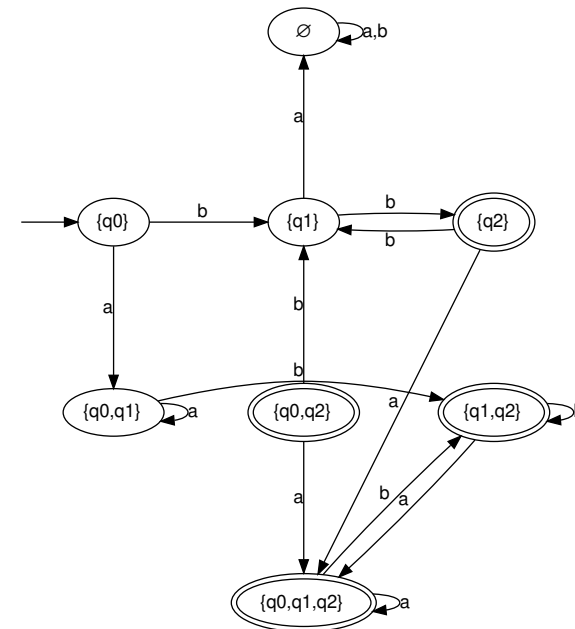 ∅
a,b
a
{q0}
b
{q1}
b
b
{q2}
a
b
b
a
{q0,q1}
a
{q0,q2}
{q1,q2}
a
b
a
{q0,q1,q2}
a